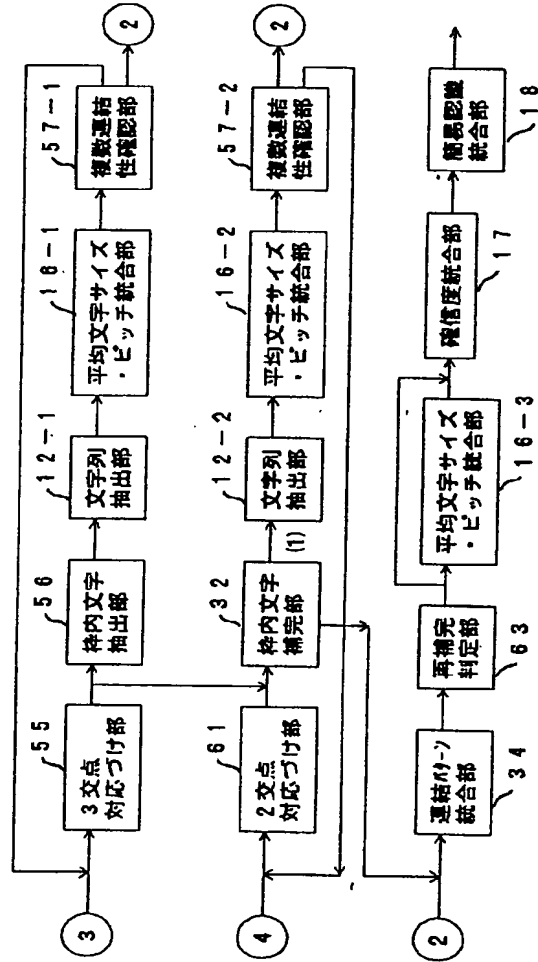 3
55
3交点
対応づけ部
56
枠内文字
抽出部
12-1
文字列
抽出部
16-1
平均文字サイズ
・ピッチ統合部
57-1
複数連結
性確認部
2
4
61
2交点
対応づけ部
32
枠内文字
補完部
(1)
12-2
文字列
抽出部
16-2
平均文字サイズ
・ピッチ統合部
57-2
複数連結
性確認部
2
2
連結パターン
統合部
34
再補完
判定部
63
平均文字サイズ
・ピッチ統合部
16-3
確信度統合部
17
簡易認識
統合部
18